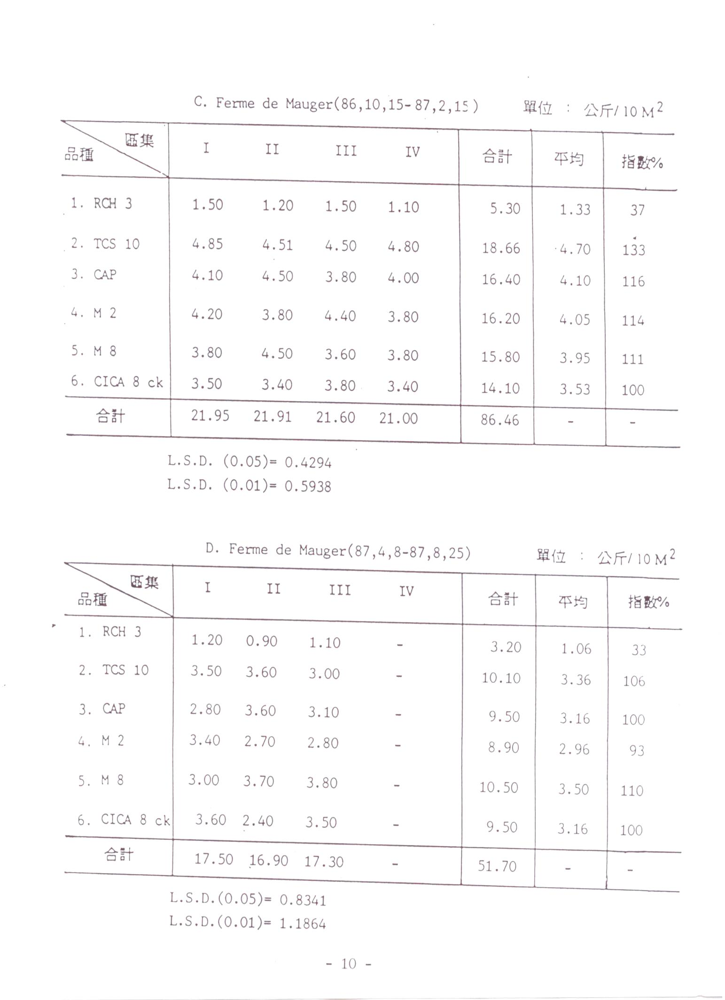 C. Ferme de Mauger(86,10,15-87,2,15) 單位 : 公斤/10 M²
品種 區集 I II III IV 合計 平均 指數%
1. RCH 3 1.50 1.20 1.50 1.10 5.30 1.33 37
2. TCS 10 4.85 4.51 4.50 4.80 18.66 4.70 133
3. CAP 4.10 4.50 3.80 4.00 16.40 4.10 116
4. M 2 4.20 3.80 4.40 3.80 16.20 4.05 114
5. M 8 3.80 4.50 3.60 3.80 15.80 3.95 111
6. CICA 8 ck 3.50 3.40 3.80 3.40 14.10 3.53 100
合計 21.95 21.91 21.60 21.00 86.46 - -
L.S.D. (0.05)= 0.4294
L.S.D. (0.01)= 0.5938
D. Ferme de Mauger(87,4,8-87,8,25) 單位 : 公斤/10 M²
品種 區集 I II III IV 合計 平均 指數%
1. RCH 3 1.20 0.90 1.10 - 3.20 1.06 33
2. TCS 10 3.50 3.60 3.00 - 10.10 3.36 106
3. CAP 2.80 3.60 3.10 - 9.50 3.16 100
4. M 2 3.40 2.70 2.80 - 8.90 2.96 93
5. M 8 3.00 3.70 3.80 - 10.50 3.50 110
6. CICA 8 ck 3.60 2.40 3.50 - 9.50 3.16 100
合計 17.50 16.90 17.30 - 51.70 - -
L.S.D.(0.05)= 0.8341
L.S.D.(0.01)= 1.1864
- 10 -